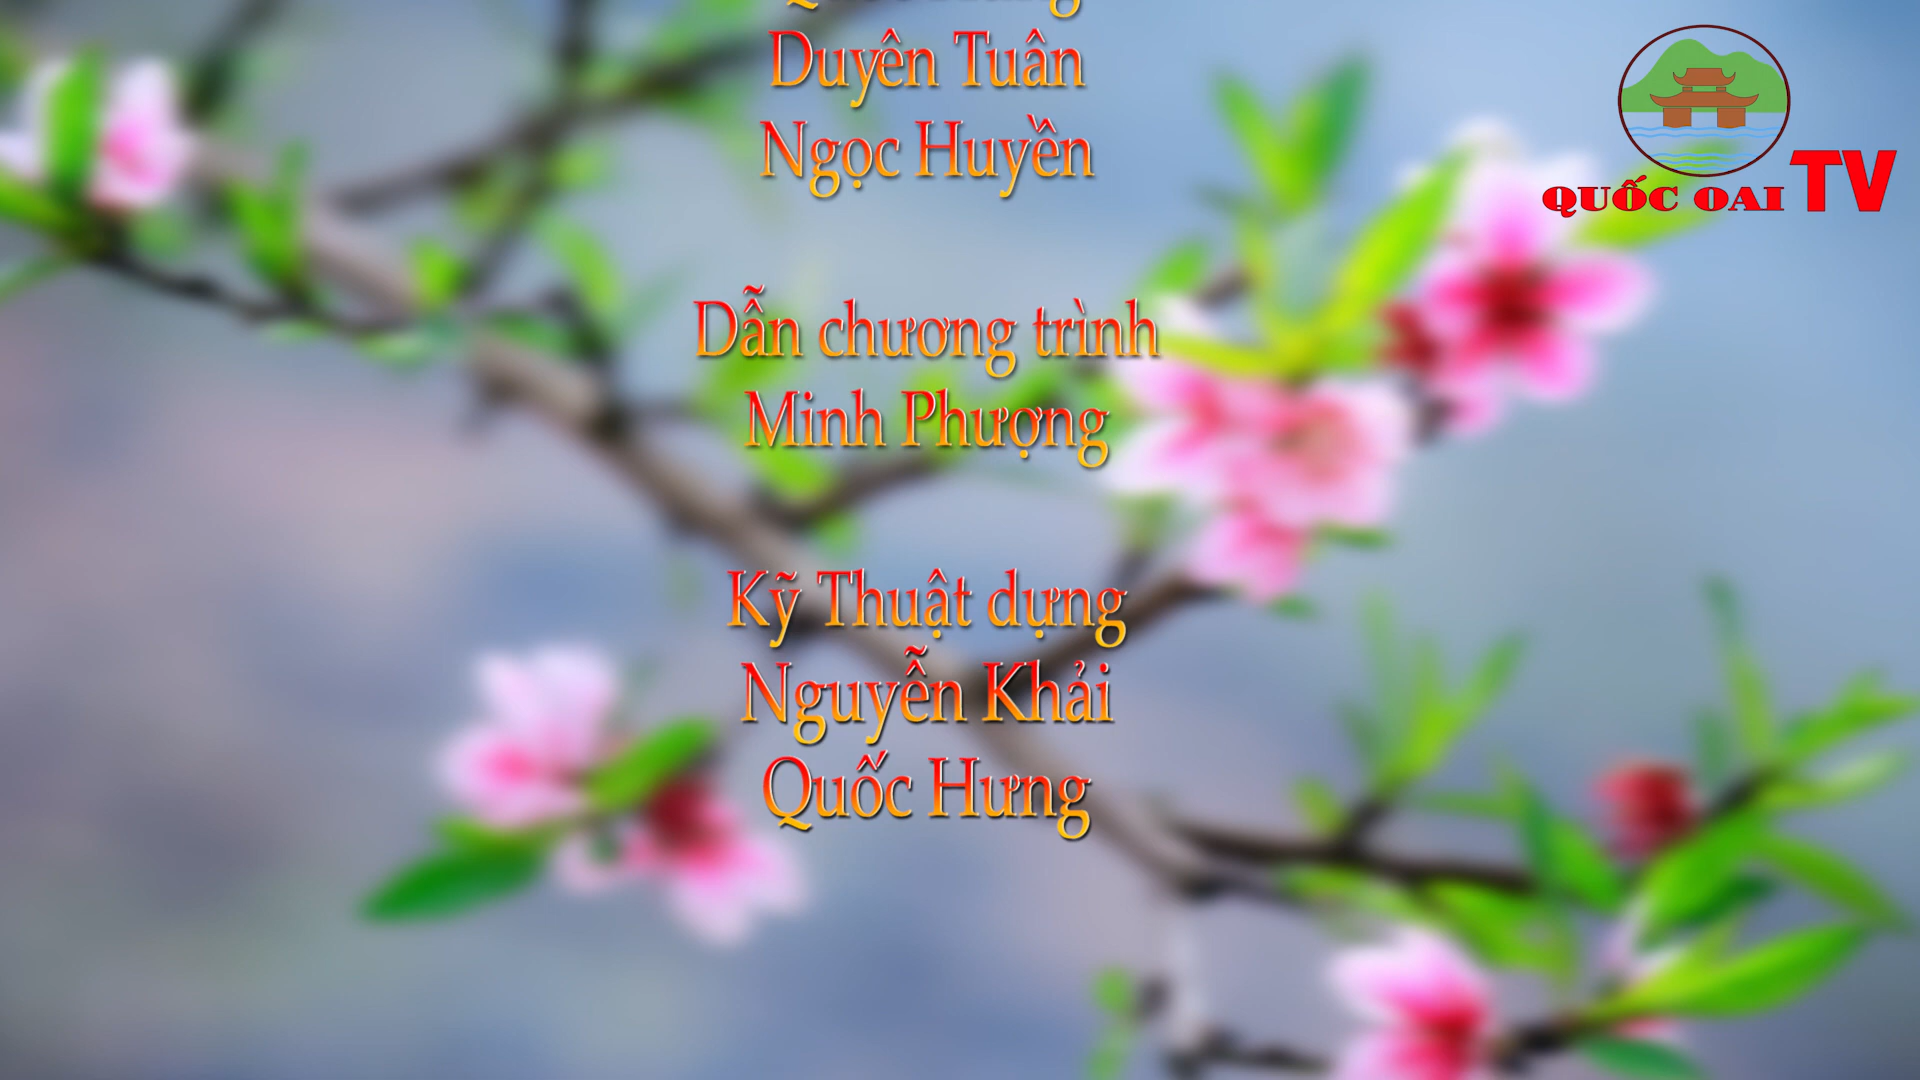 Duyên Tuân
Ngọc Huyền
Dẫn chương trình
Minh Phượng
Kỹ Thuật dựng
Nguyễn Khải
Quốc Hưng
QUỐC OAI TV